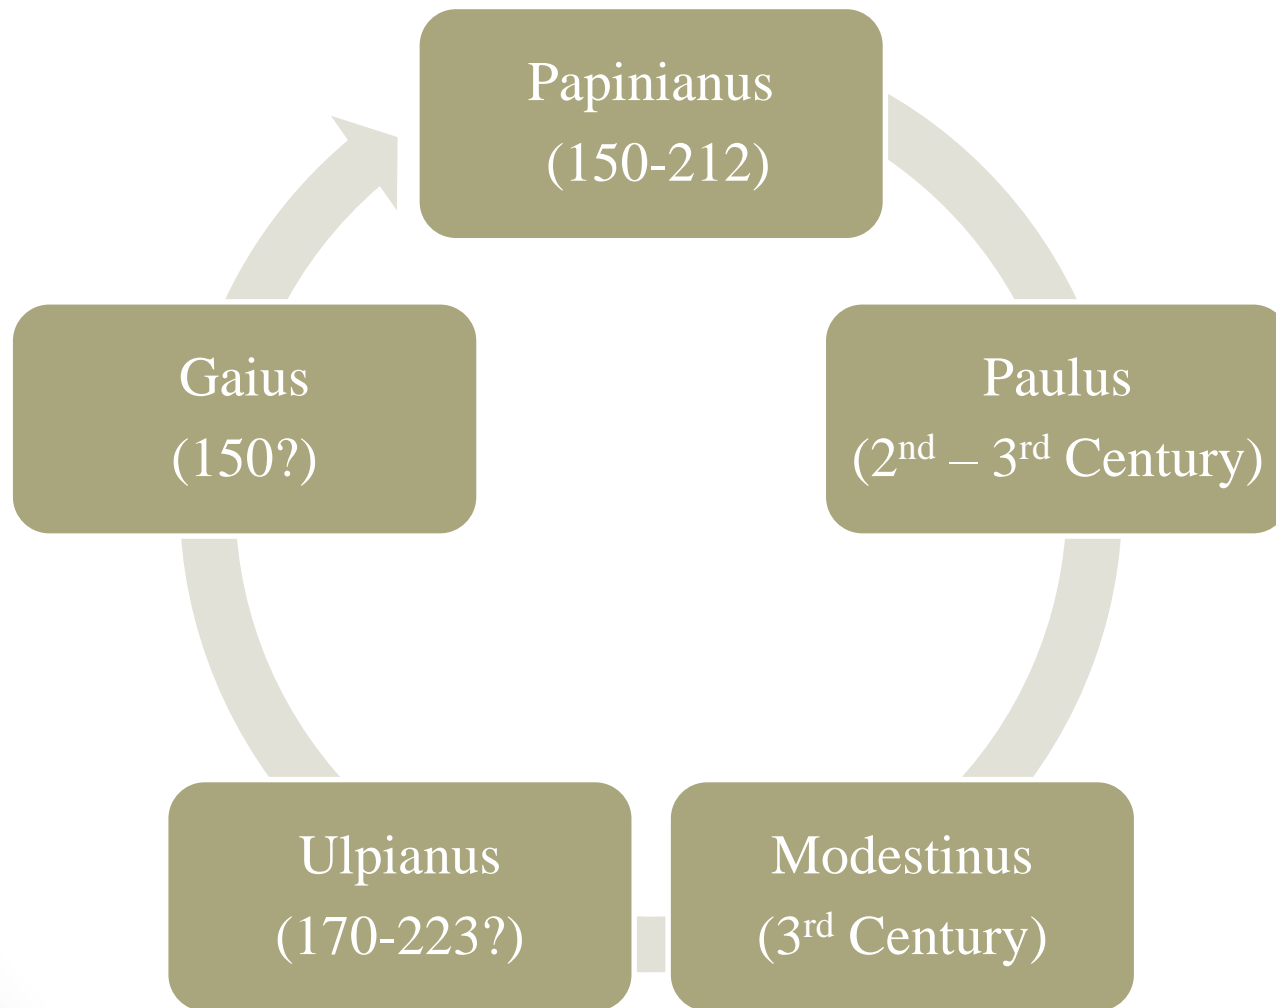 Papinianus
(150-212)
Paulus
(2nd – 3rd Century)
Modestinus
(3rd Century)
Ulpianus
(170-223?)
Gaius
(150?)